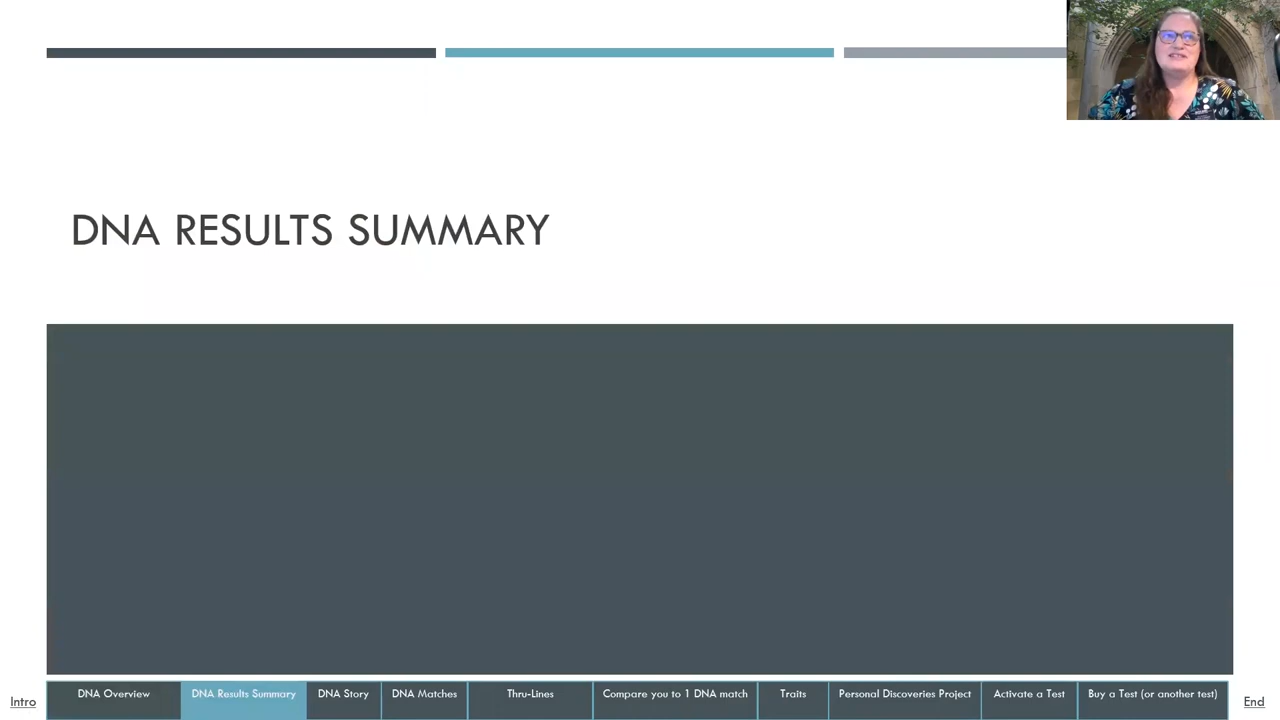 DNA RESULTS SUMMARY
Intro
DNA Overview
DNA Results Summary
DNA Story
DNA Matches
Thru-Lines
Compare you to 1 DNA match
Traits
Personal Discoveries Project
Activate a Test
Buy a Test (or another test)
End